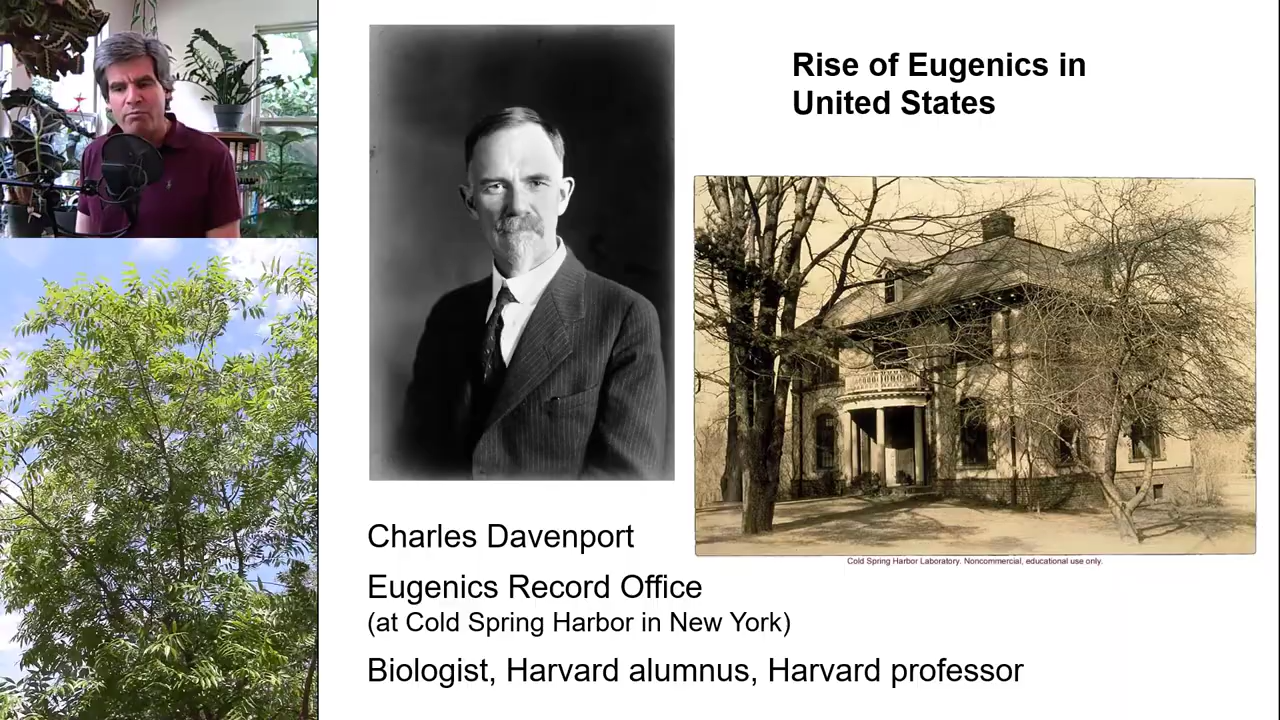 Rise of Eugenics in
United States
Cold Spring Harbor Laboratory. Noncommercial, educational use only.
Charles Davenport
Eugenics Record Office
(at Cold Spring Harbor in New York)
Biologist, Harvard alumnus, Harvard professor